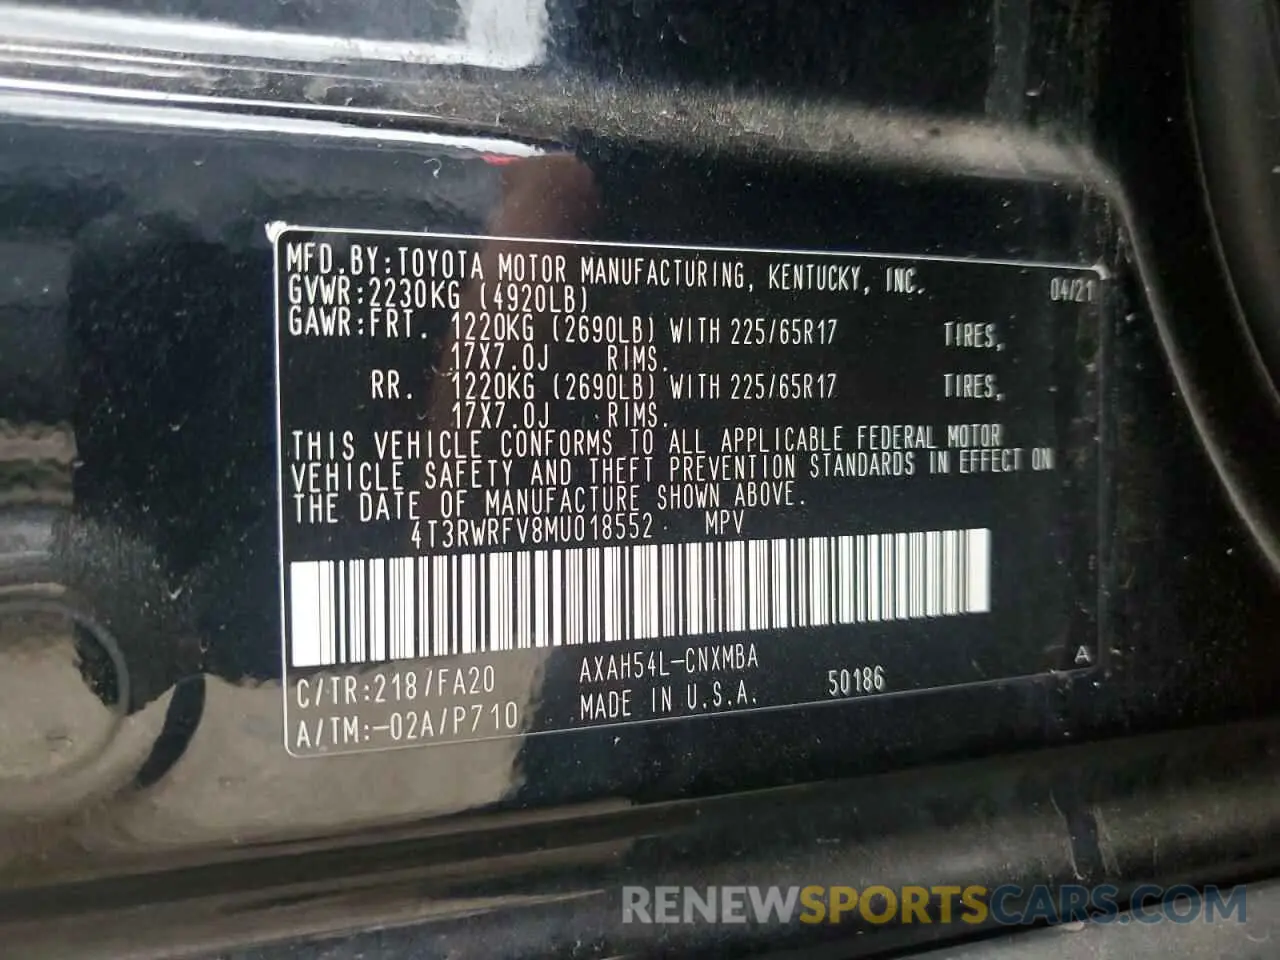 MFD.BY:TOYOTA MOTOR MANUFACTURING, KENTUCKY, INC. 04/21
GVWR:2230KG (4920LB)
GAWR:FRT. 1220KG (2690LB) WITH 225/65R17 TIRES,
17X7.0J RIMS.
RR. 1220KG (2690LB) WITH 225/65R17 TIRES,
17X7.0J RIMS.
THIS VEHICLE CONFORMS TO ALL APPLICABLE FEDERAL MOTOR
VEHICLE SAFETY AND THEFT PREVENTION STANDARDS IN EFFECT ON
THE DATE OF MANUFACTURE SHOWN ABOVE.
4T3RWRFV8MU018552 MPV
C/TR:218/FA20 AXAH54L-CNXMBA A
A/TM:-02A/P710 MADE IN U.S.A. 50186
RENEWSPORTSCARS.COM